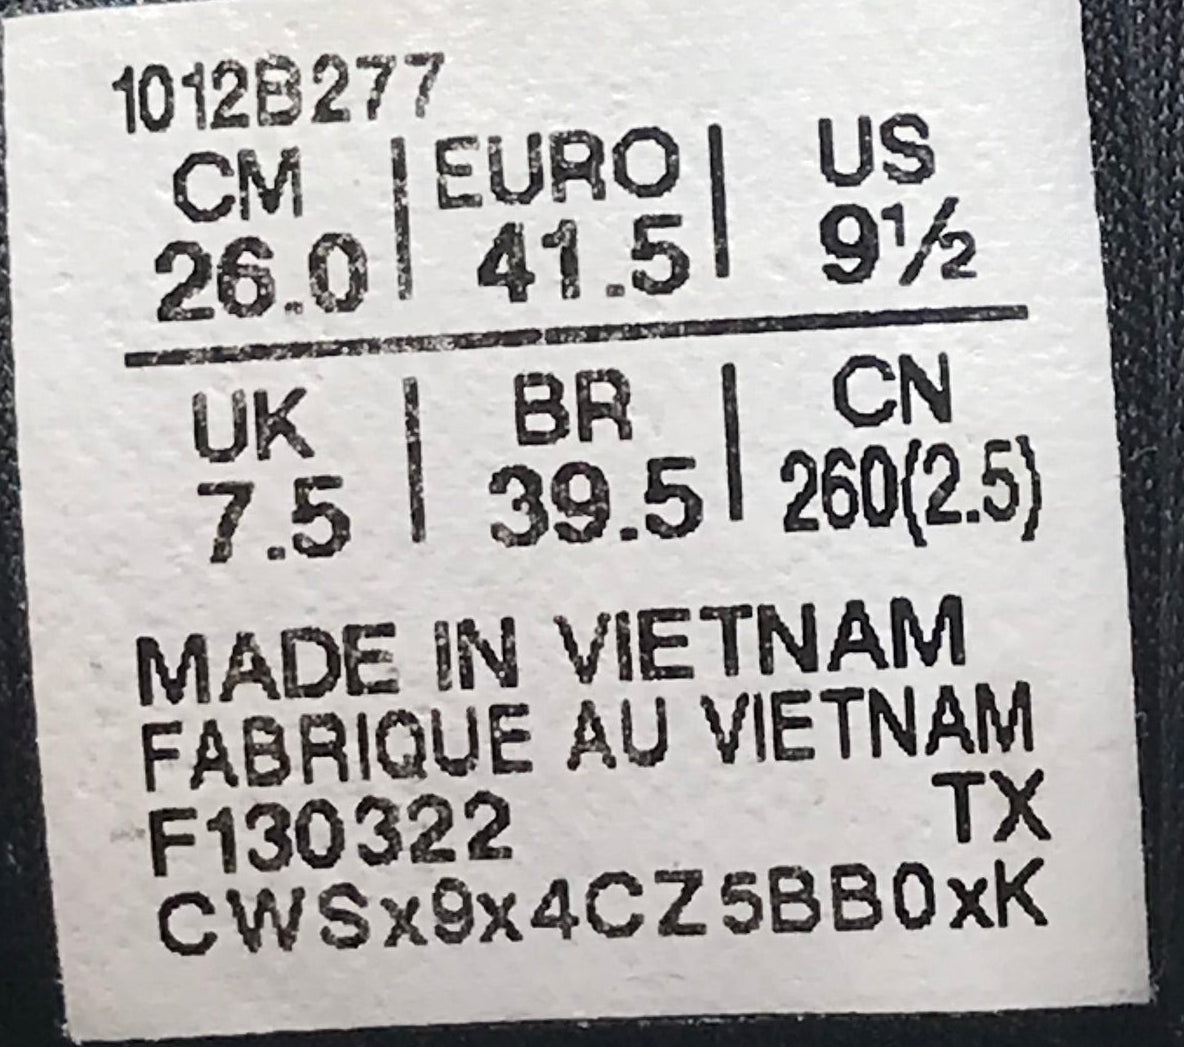 1012B277
CM | EURO | US
26.0 | 41.5 | 9½
UK | BR | CN
7.5 | 39.5 | 260(2.5)
MADE IN VIETNAM
FABRIQUE AU VIETNAM
F130322 TX
CWSx9x4CZ5BB0xK